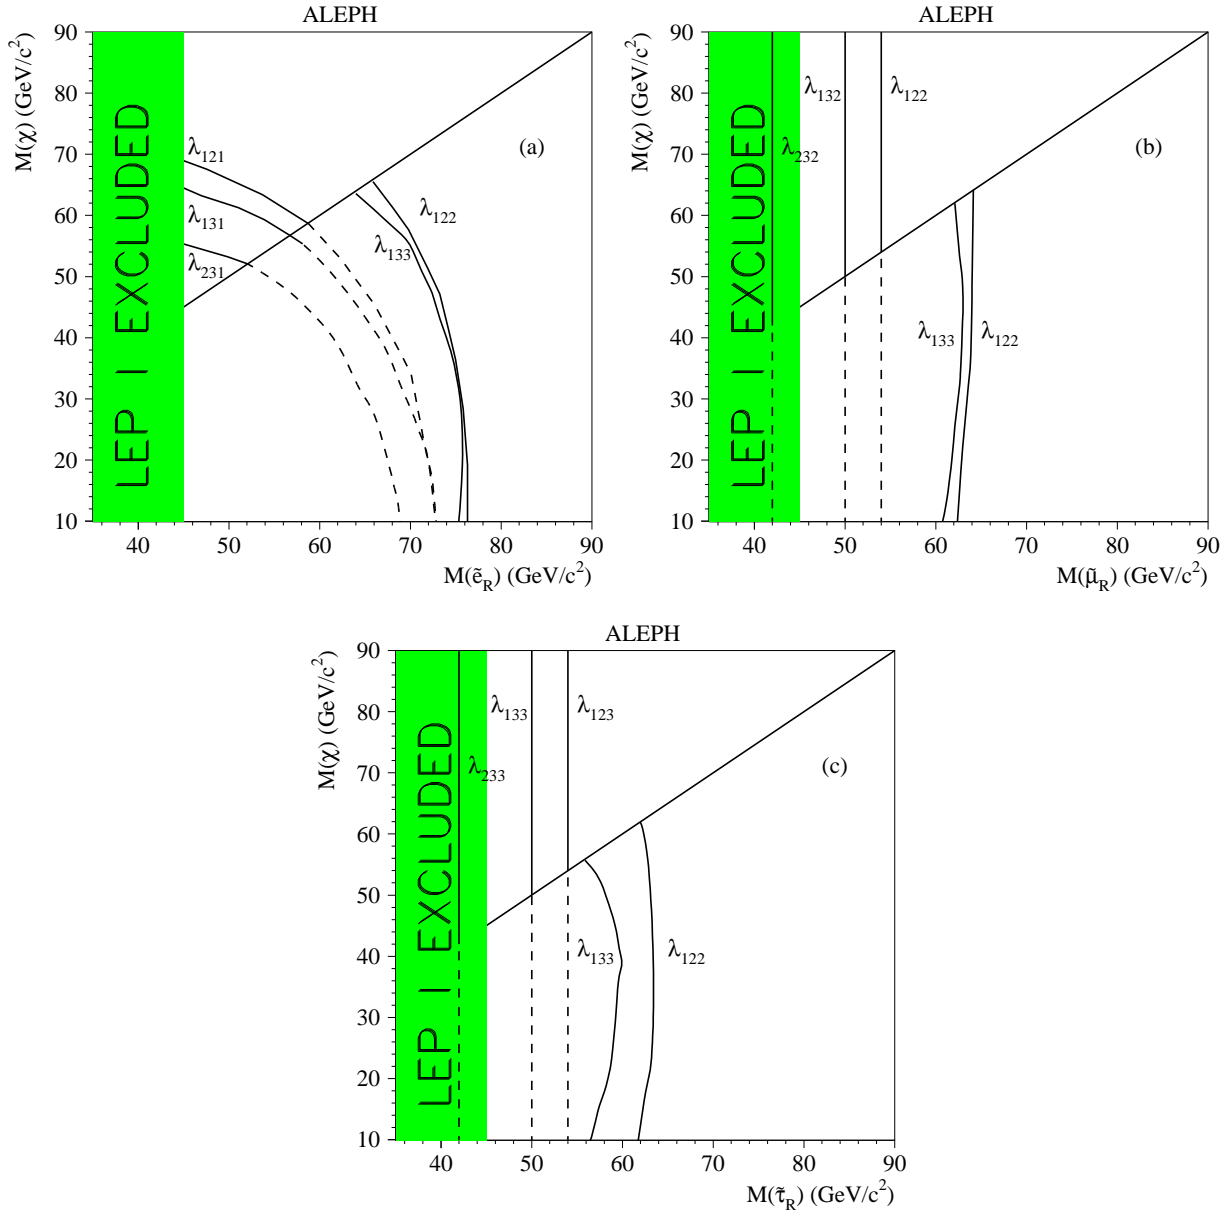 ALEPH
M(χ) (GeV/c²)
90
80
70
60
50
40
30
20
10
LEP I EXCLUDED
(a)
λ₁₂₁
λ₁₃₁
λ₂₃₁
λ₁₂₂
λ₁₃₃
40 50 60 70 80 90
M(ẽ_R) (GeV/c²)
ALEPH
M(χ) (GeV/c²)
90
80
70
60
50
40
30
20
10
LEP I EXCLUDED
λ₁₃₂ λ₁₂₂
λ₂₃₂
(b)
λ₁₃₃ λ₁₂₂
40 50 60 70 80 90
M(μ̃_R) (GeV/c²)
ALEPH
M(χ) (GeV/c²)
90
80
70
60
50
40
30
20
10
LEP I EXCLUDED
λ₁₃₃ λ₁₂₃
λ₂₃₃
(c)
λ₁₃₃ λ₁₂₂
40 50 60 70 80 90
M(τ̃_R) (GeV/c²)